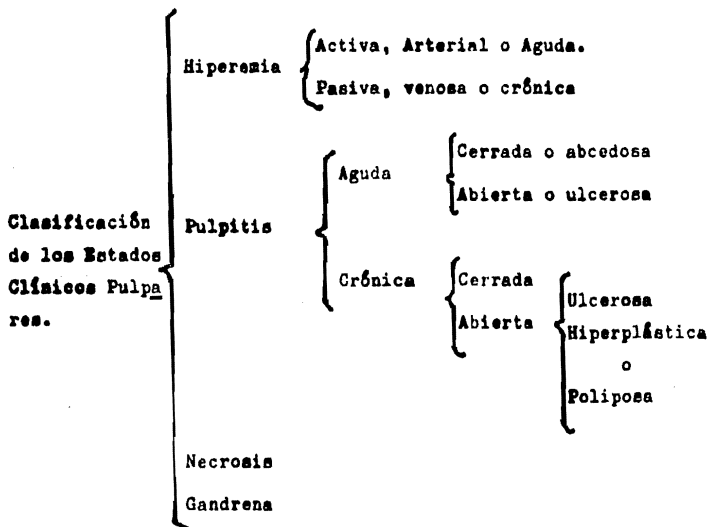 Hiperemia
Activa, Arterial o Aguda.
Pasiva, venosa o crónica
Clasificación
de los Estados
Clínicos Pulpa
res.
Pulpitis
Aguda
Cerrada o abcedosa
Abierta o ulcerosa
Crónica
Cerrada
Abierta
Ulcerosa
Hiperplástica
o
Poliposa
Necrosis
Gandrena